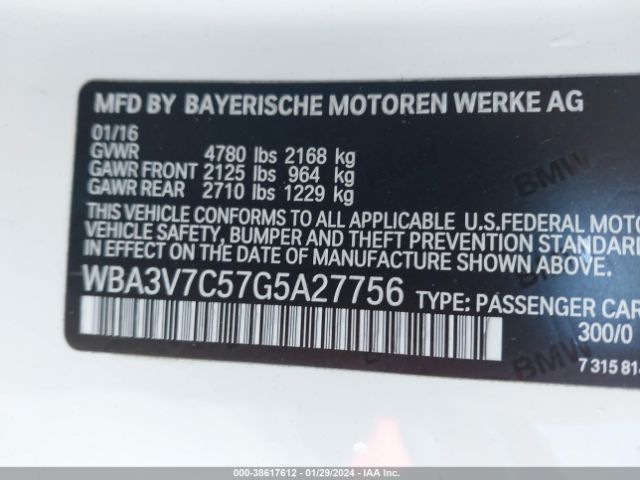 MFD BY BAYERISCHE MOTOREN WERKE AG
01/16
GVWR 4780 lbs 2168 kg
GAWR FRONT 2125 lbs 964 kg
GAWR REAR 2710 lbs 1229 kg
THIS VEHICLE CONFORMS TO ALL APPLICABLE U.S.FEDERAL MOTO
VEHICLE SAFETY, BUMPER AND THEFT PREVENTION STANDARD
IN EFFECT ON THE DATE OF MANUFACTURE SHOWN ABOVE.
WBA3V7C57G5A27756 TYPE: PASSENGER CAR
300/0
7 315 814
BMW
BMW
000-38617612 - 01/29/2024 - IAA Inc.